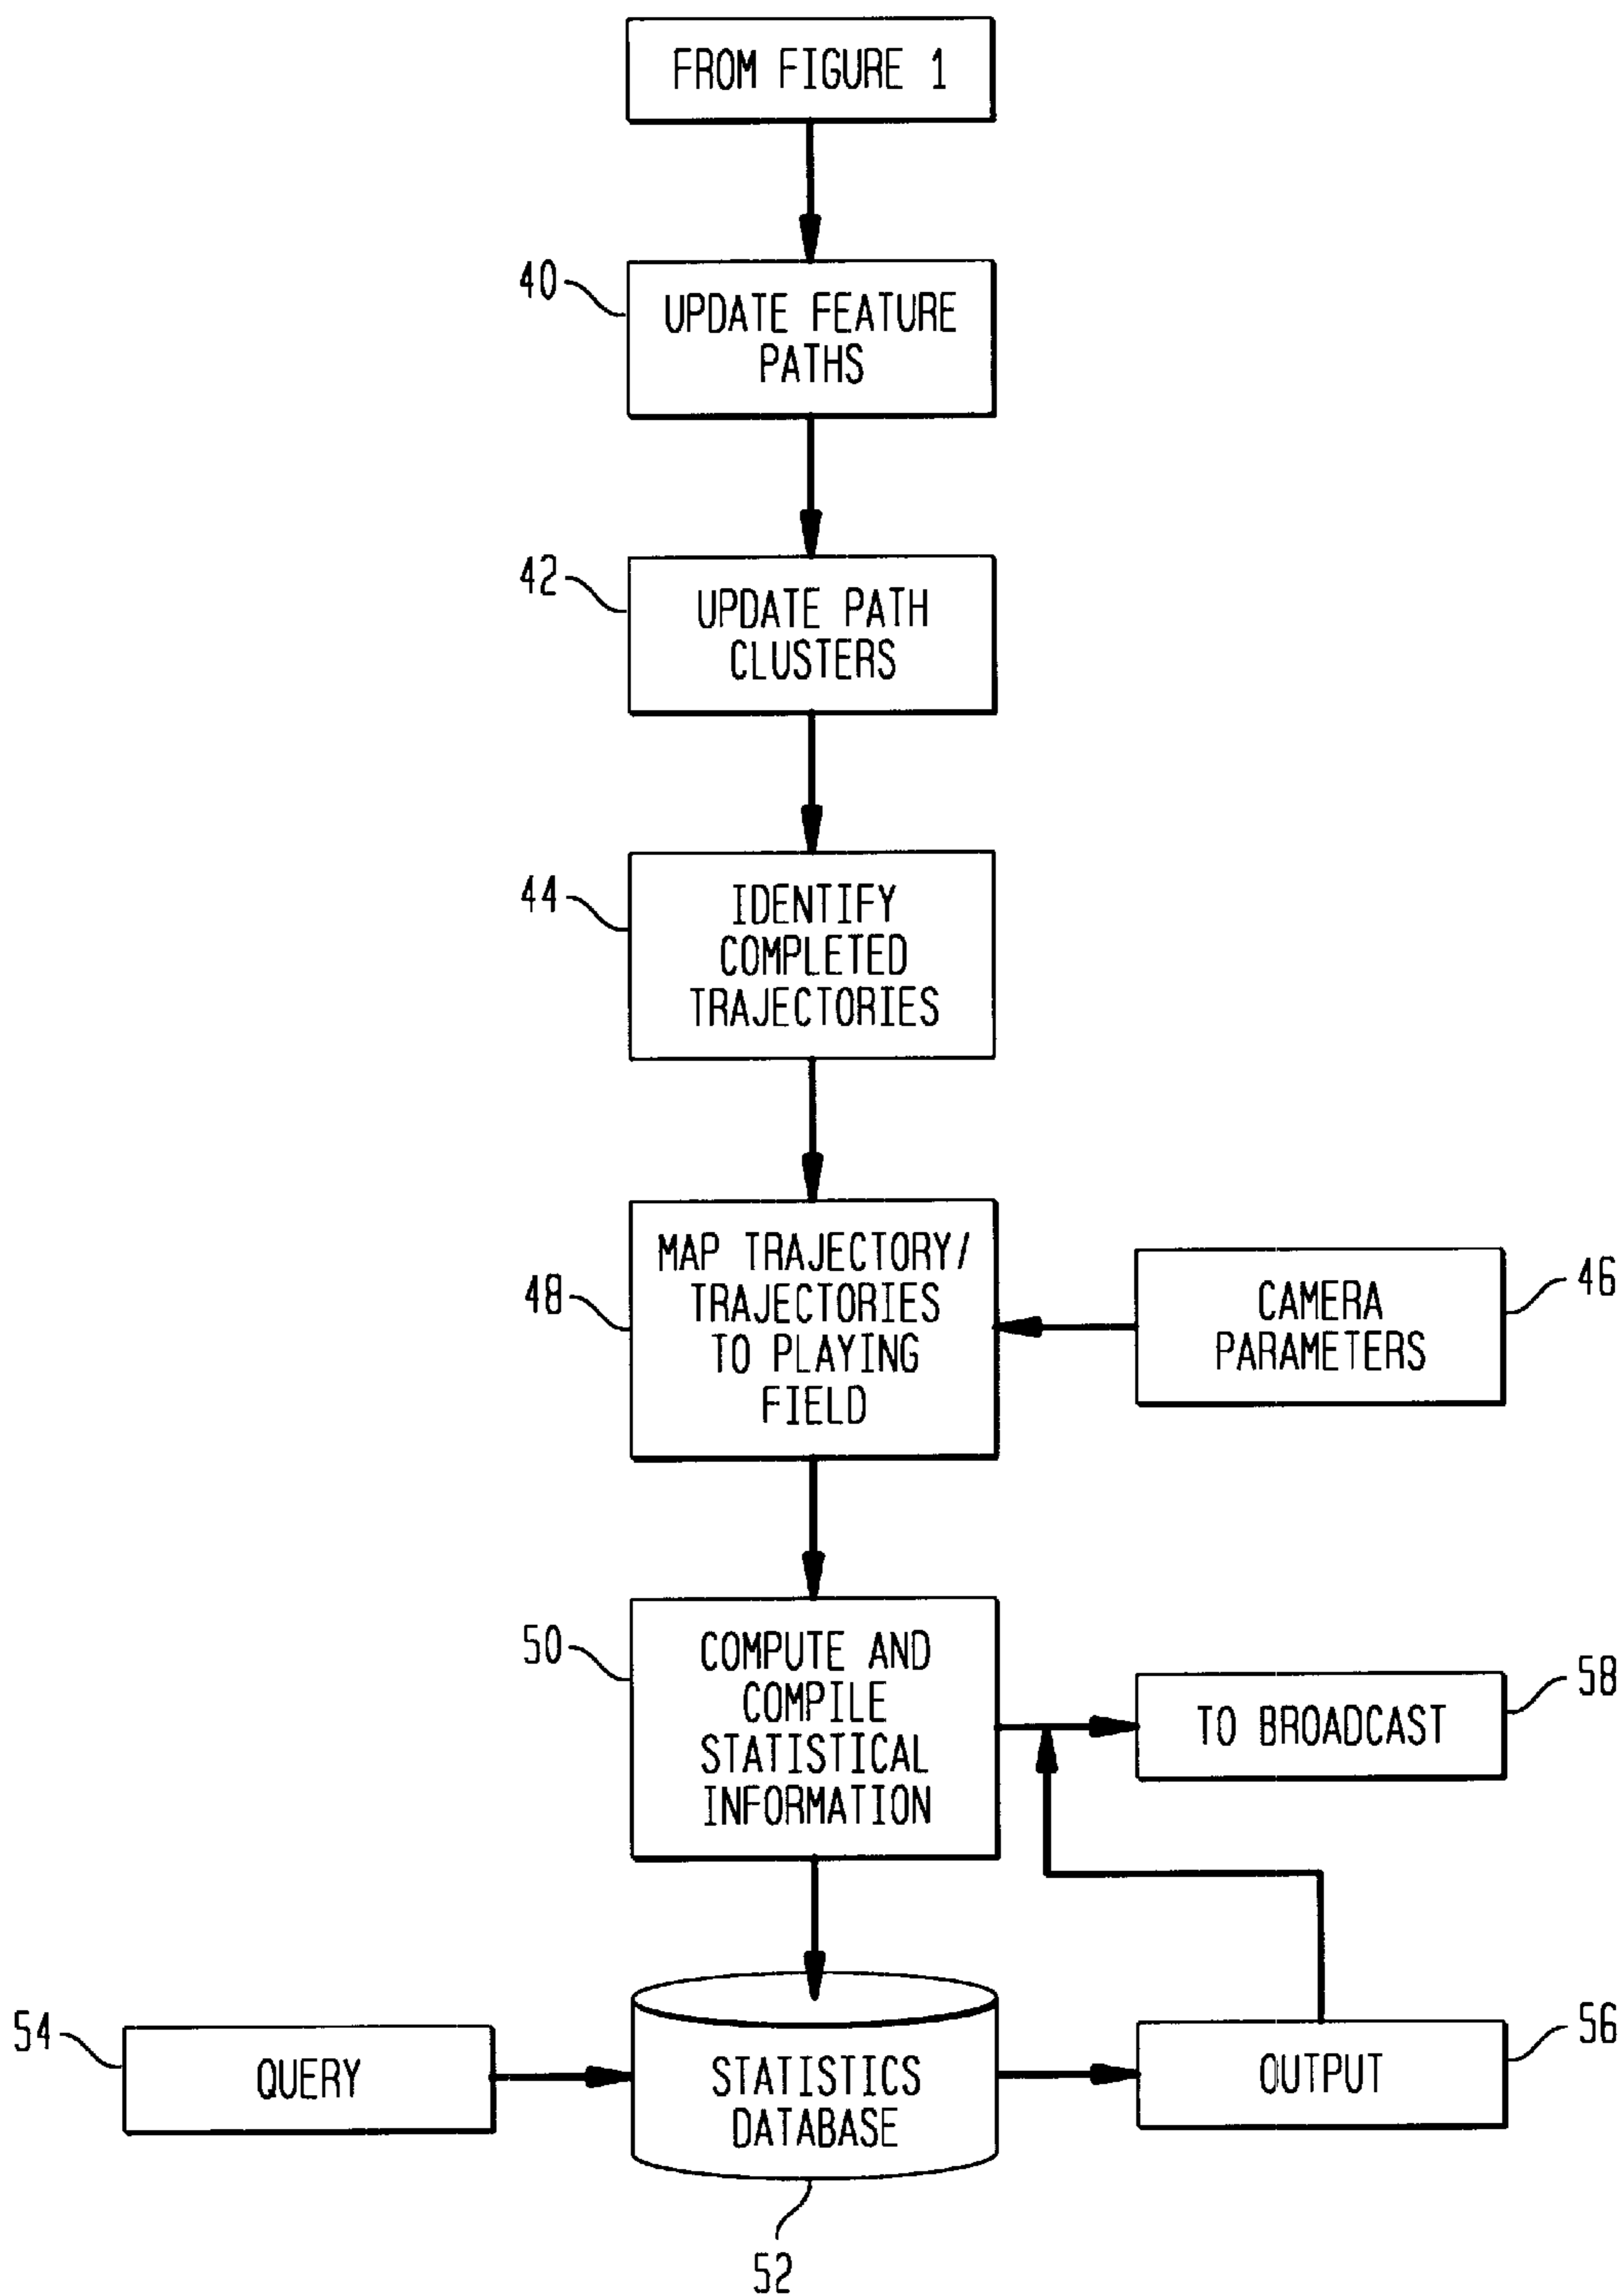 FROM FIGURE 1
40
UPDATE FEATURE
PATHS
42
UPDATE PATH
CLUSTERS
44
IDENTIFY
COMPLETED
TRAJECTORIES
48
MAP TRAJECTORY/
TRAJECTORIES
TO PLAYING
FIELD
46
CAMERA
PARAMETERS
50
COMPUTE AND
COMPILE
STATISTICAL
INFORMATION
58
TO BROADCAST
54
QUERY
STATISTICS
DATABASE
52
56
OUTPUT